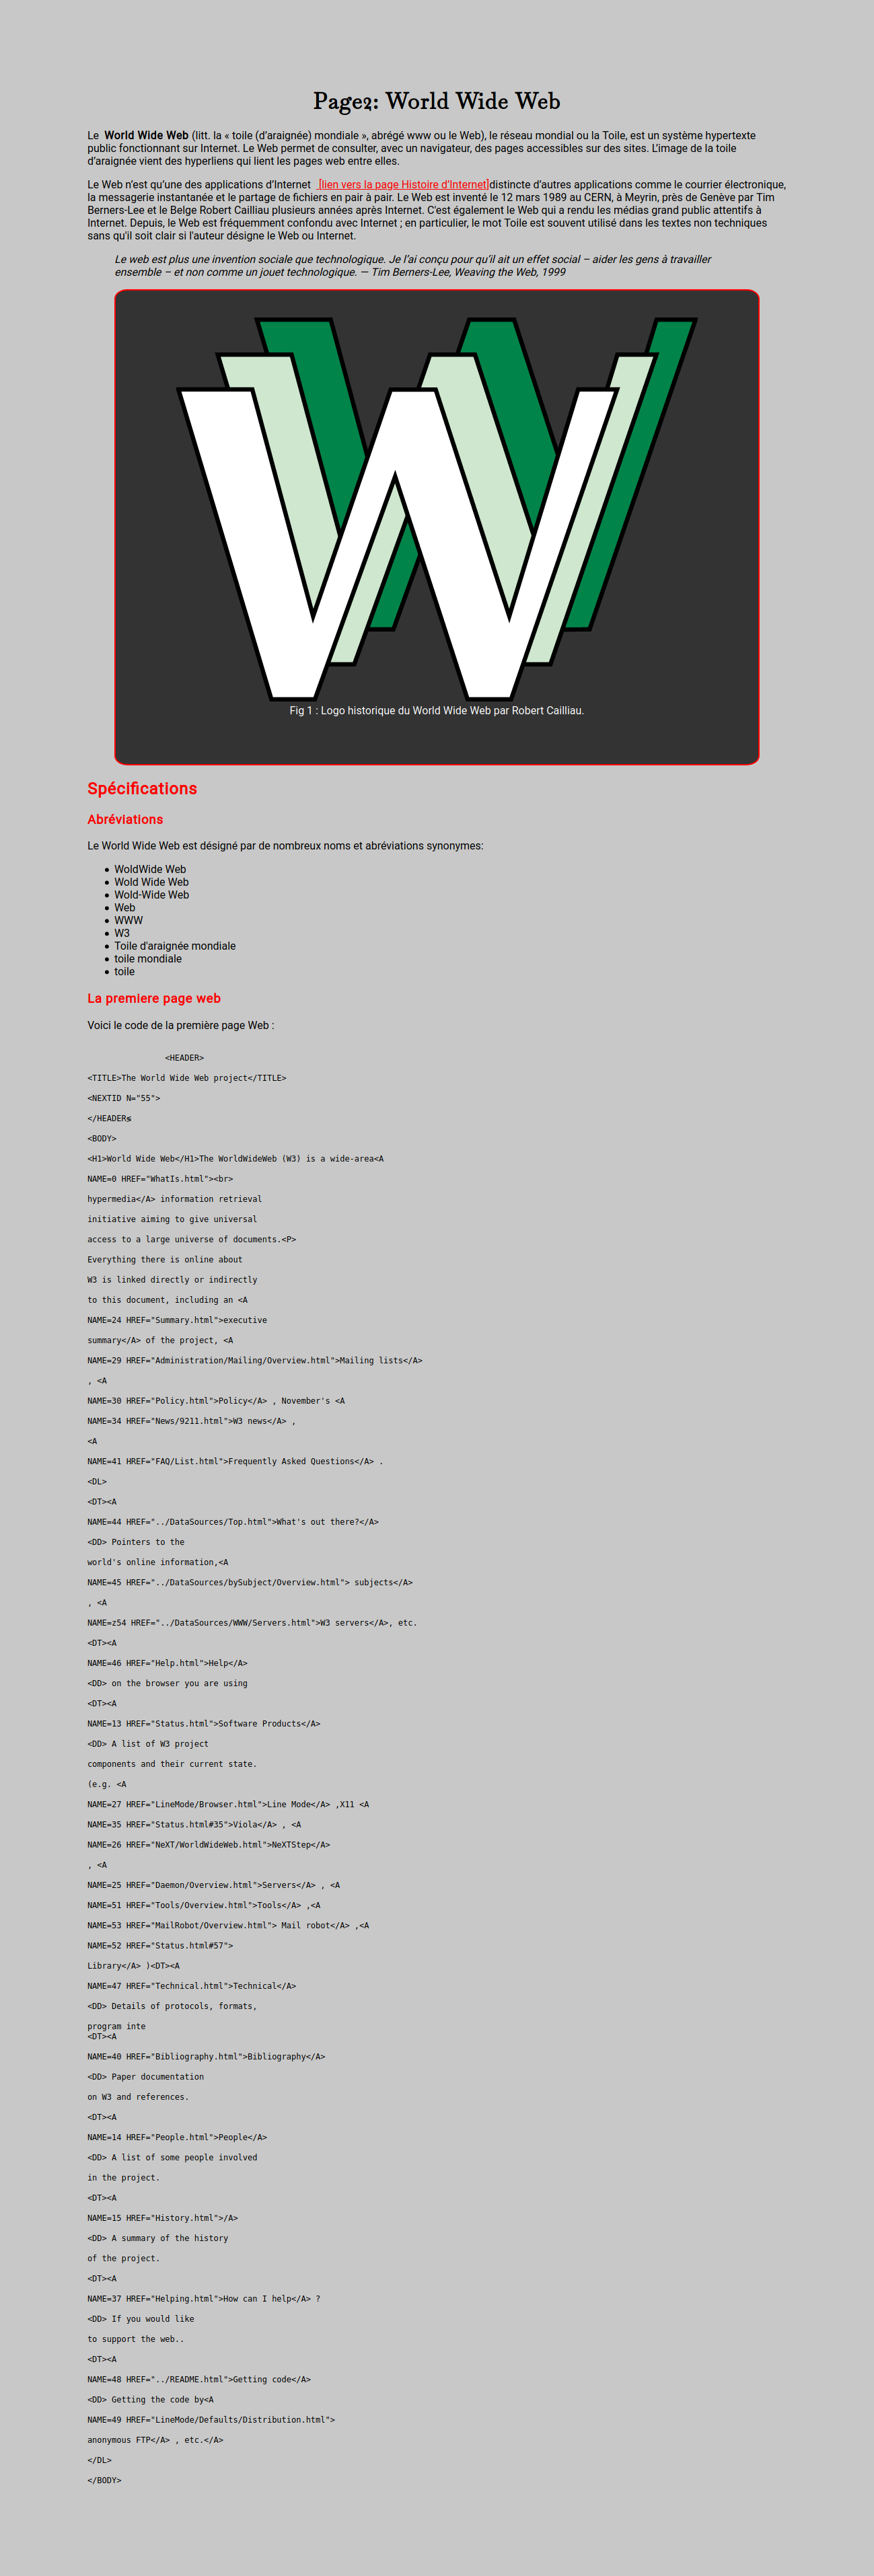 Page2: World Wide Web
Le World Wide Web (litt. la « toile (d’araignée) mondiale », abrégé www ou le Web), le réseau mondial ou la Toile, est un système hypertexte
public fonctionnant sur Internet. Le Web permet de consulter, avec un navigateur, des pages accessibles sur des sites. L’image de la toile
d’araignée vient des hyperliens qui lient les pages web entre elles.
Le Web n’est qu’une des applications d’Internet [lien vers la page Histoire d’Internet]distincte d’autres applications comme le courrier électronique,
la messagerie instantanée et le partage de fichiers en pair à pair. Le Web est inventé le 12 mars 1989 au CERN, à Meyrin, près de Genève par Tim
Berners-Lee et le Belge Robert Cailliau plusieurs années après Internet. C'est également le Web qui a rendu les médias grand public attentifs à
Internet. Depuis, le Web est fréquemment confondu avec Internet ; en particulier, le mot Toile est souvent utilisé dans les textes non techniques
sans qu'il soit clair si l'auteur désigne le Web ou Internet.
Le web est plus une invention sociale que technologique. Je l’ai conçu pour qu’il ait un effet social – aider les gens à travailler
ensemble – et non comme un jouet technologique. — Tim Berners-Lee, Weaving the Web, 1999
Fig 1 : Logo historique du World Wide Web par Robert Cailliau.
Spécifications
Abréviations
Le World Wide Web est désigné par de nombreux noms et abréviations synonymes:
• WoldWide Web
• Wold Wide Web
• Wold-Wide Web
• Web
• WWW
• W3
• Toile d'araignée mondiale
• toile mondiale
• toile
La premiere page web
Voici le code de la première page Web :
<HEADER>
<TITLE>The World Wide Web project</TITLE>
<NEXTID N="55">
</HEADER≤
<BODY>
<H1>World Wide Web</H1>The WorldWideWeb (W3) is a wide-area<A
NAME=0 HREF="WhatIs.html"><br>
hypermedia</A> information retrieval
initiative aiming to give universal
access to a large universe of documents.<P>
Everything there is online about
W3 is linked directly or indirectly
to this document, including an <A
NAME=24 HREF="Summary.html">executive
summary</A> of the project, <A
NAME=29 HREF="Administration/Mailing/Overview.html">Mailing lists</A>
, <A
NAME=30 HREF="Policy.html">Policy</A> , November's <A
NAME=34 HREF="News/9211.html">W3 news</A> ,
<A
NAME=41 HREF="FAQ/List.html">Frequently Asked Questions</A> .
<DL>
<DT><A
NAME=44 HREF="../DataSources/Top.html">What's out there?</A>
<DD> Pointers to the
world's online information,<A
NAME=45 HREF="../DataSources/bySubject/Overview.html"> subjects</A>
, <A
NAME=z54 HREF="../DataSources/WWW/Servers.html">W3 servers</A>, etc.
<DT><A
NAME=46 HREF="Help.html">Help</A>
<DD> on the browser you are using
<DT><A
NAME=13 HREF="Status.html">Software Products</A>
<DD> A list of W3 project
components and their current state.
(e.g. <A
NAME=27 HREF="LineMode/Browser.html">Line Mode</A> ,X11 <A
NAME=35 HREF="Status.html#35">Viola</A> , <A
NAME=26 HREF="NeXT/WorldWideWeb.html">NeXTStep</A>
, <A
NAME=25 HREF="Daemon/Overview.html">Servers</A> , <A
NAME=51 HREF="Tools/Overview.html">Tools</A> ,<A
NAME=53 HREF="MailRobot/Overview.html"> Mail robot</A> ,<A
NAME=52 HREF="Status.html#57">
Library</A> )<DT><A
NAME=47 HREF="Technical.html">Technical</A>
<DD> Details of protocols, formats,
program inte
<DT><A
NAME=40 HREF="Bibliography.html">Bibliography</A>
<DD> Paper documentation
on W3 and references.
<DT><A
NAME=14 HREF="People.html">People</A>
<DD> A list of some people involved
in the project.
<DT><A
NAME=15 HREF="History.html">/A>
<DD> A summary of the history
of the project.
<DT><A
NAME=37 HREF="Helping.html">How can I help</A> ?
<DD> If you would like
to support the web..
<DT><A
NAME=48 HREF="../README.html">Getting code</A>
<DD> Getting the code by<A
NAME=49 HREF="LineMode/Defaults/Distribution.html">
anonymous FTP</A> , etc.</A>
</DL>
</BODY>